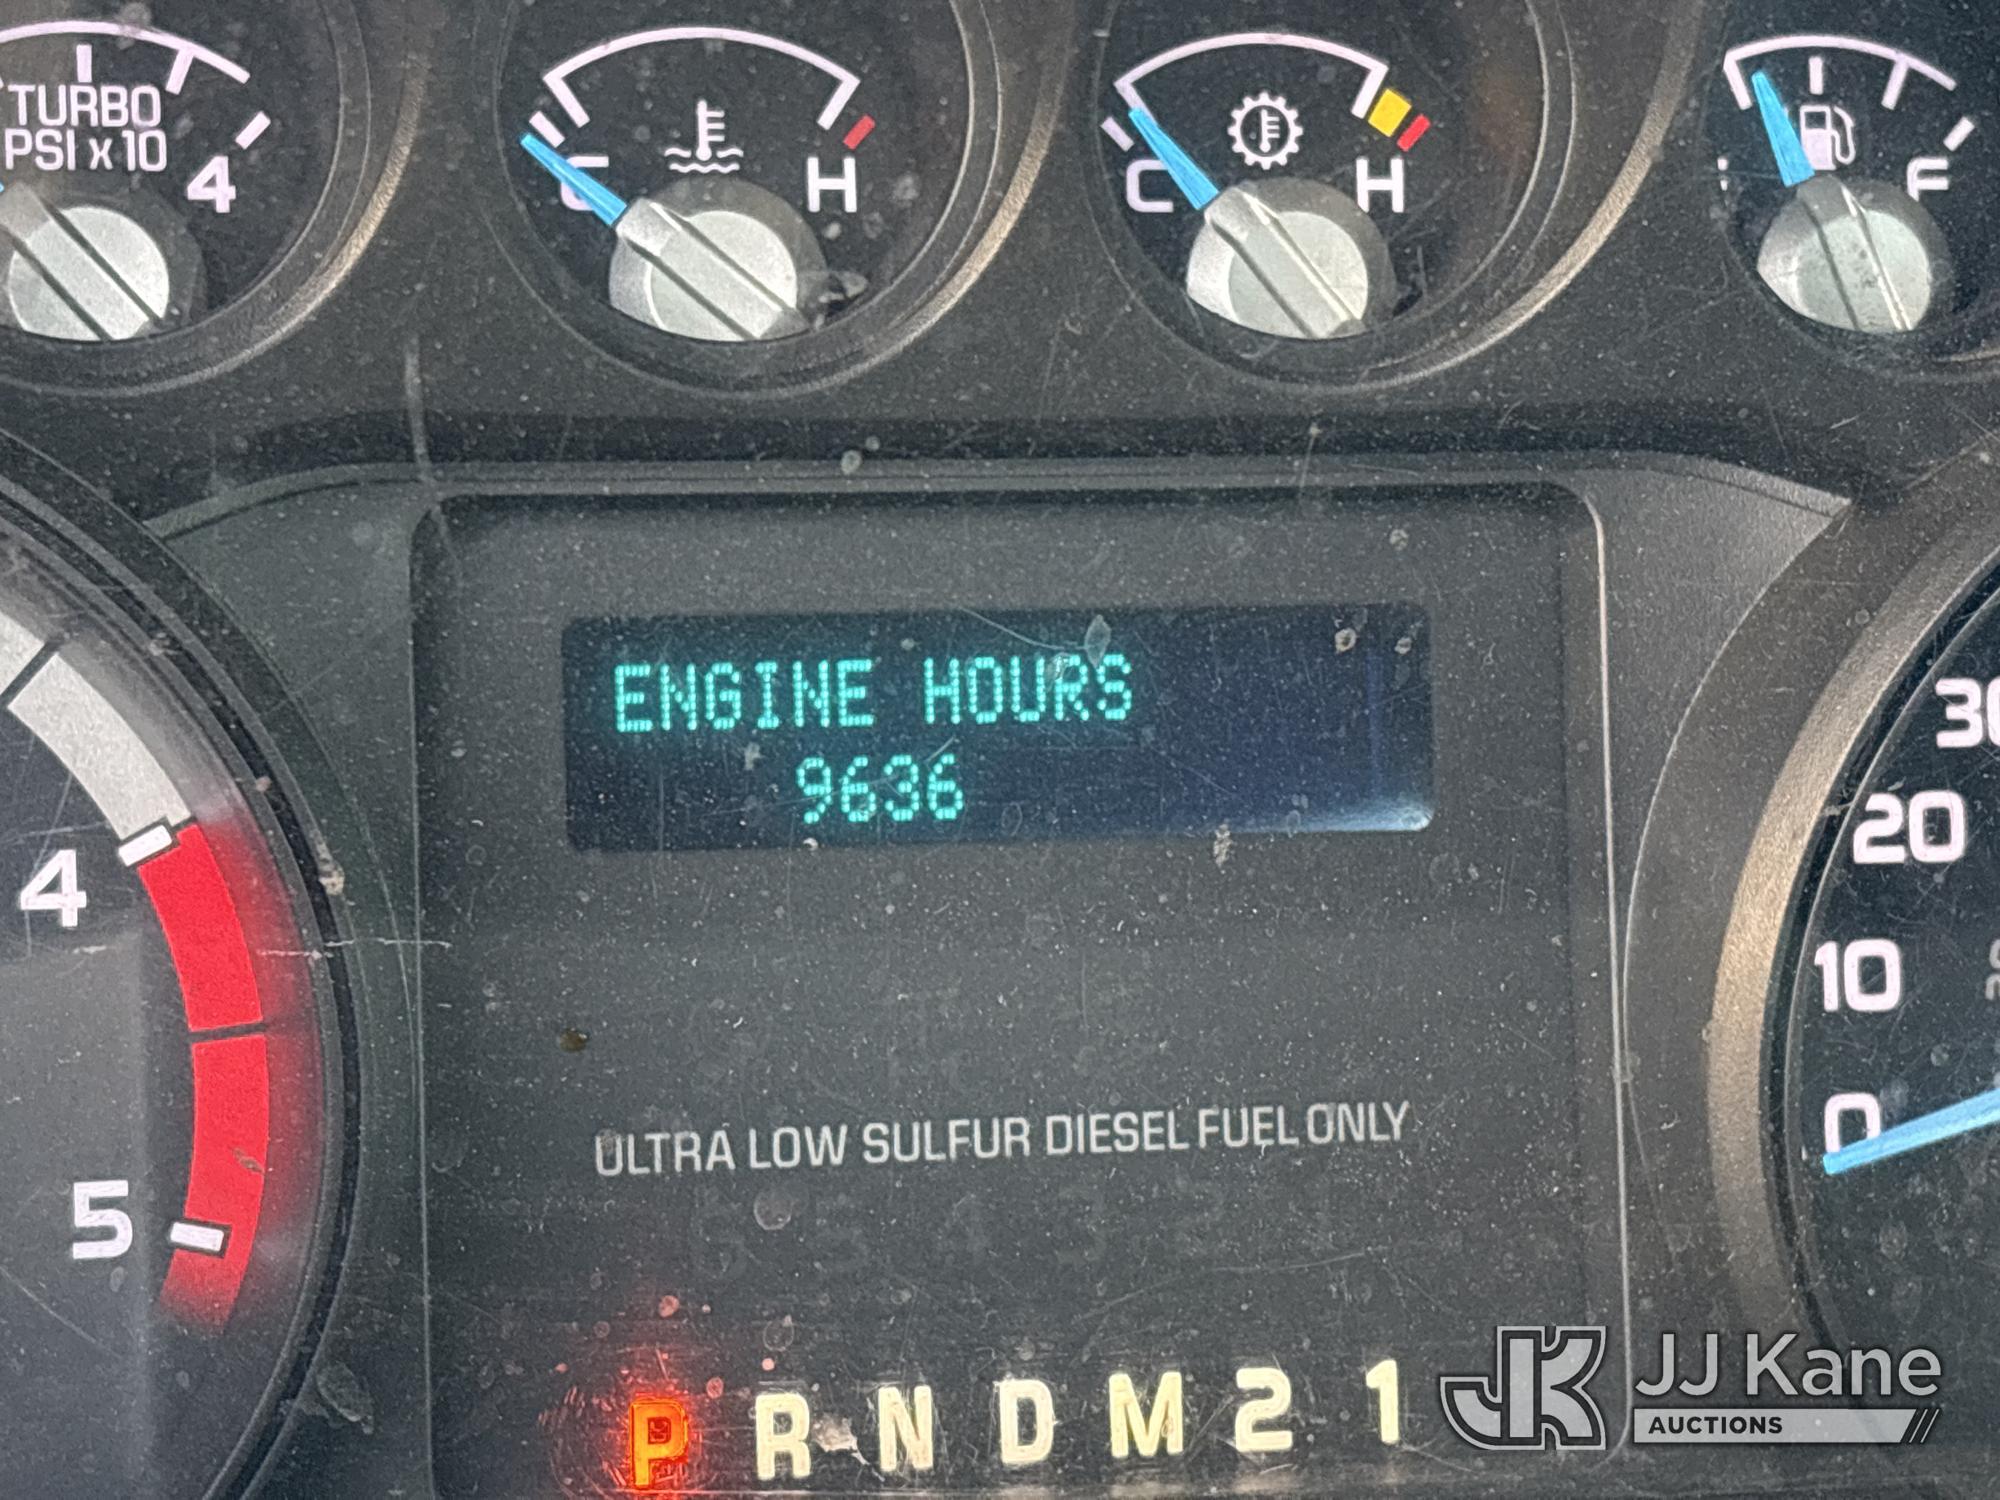 TURBO
PSI x 10
4
C
H
C
H
F
ENGINE HOURS
9636
4
5
30
20
10
0
ULTRA LOW SULFUR DIESEL FUEL ONLY
P R N D M 2 1
JK
JJ Kane
AUCTIONS